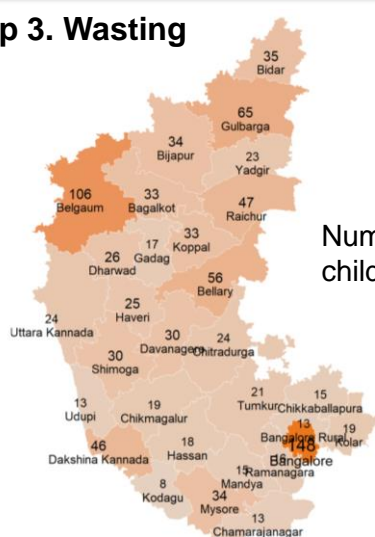 p 3. Wasting
35
Bidar
65
Gulbarga
34
Bijapur
23
Yadgir
106
Belgaum
33
Bagalkot
47
Raichur
33
Koppal
17
Gadag
26
Dharwad
Num
chilc
56
Bellary
25
Haveri
24
Uttara Kannada
30
Davanagere
24
Chitradurga
30
Shimoga
21
Tumkur
15
Chikkaballapura
13
Udupi
19
Chikmagalur
13
Bangalore Rural
19
Kolar
148
Bangalore
46
Dakshina Kannada
18
Hassan
Ramanagara
15
Mandya
8
Kodagu
34
Mysore
13
Chamarajanagar